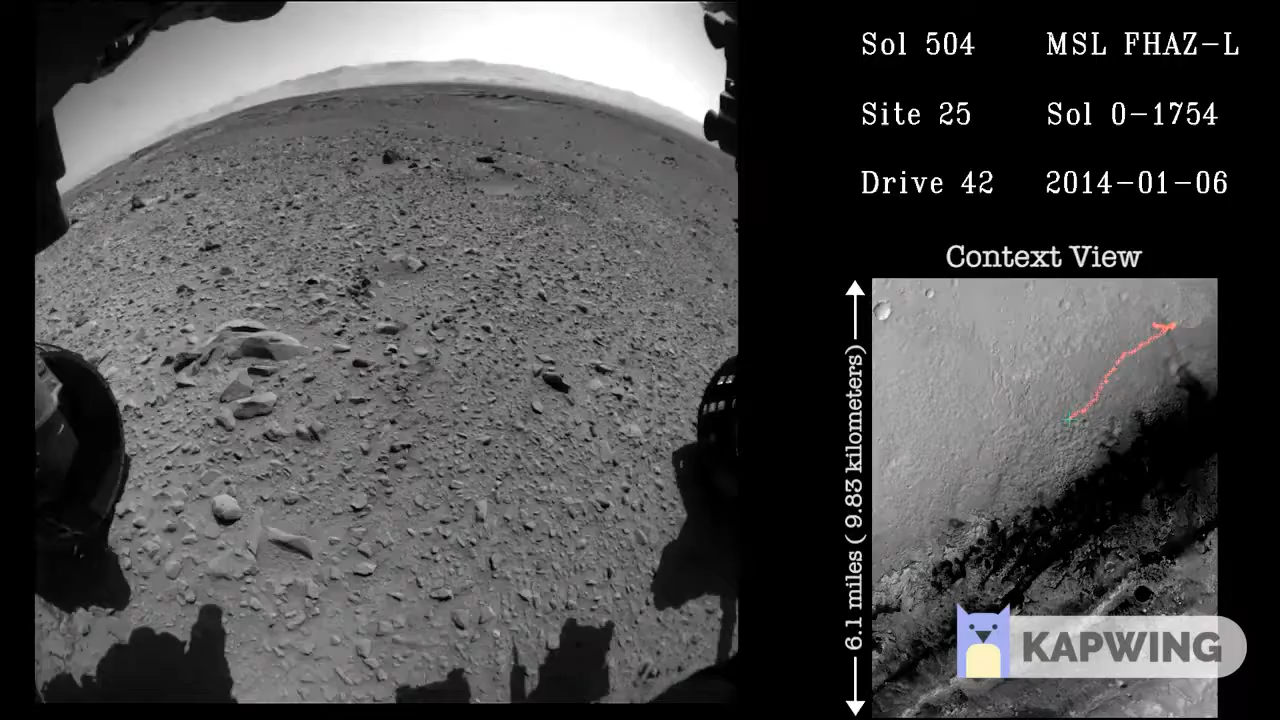 Sol 504 MSL FHAZ-L
Site 25 Sol 0-1754
Drive 42 2014-01-06
Context View
6.1 miles ( 9.83 kilometers)
KAPWING